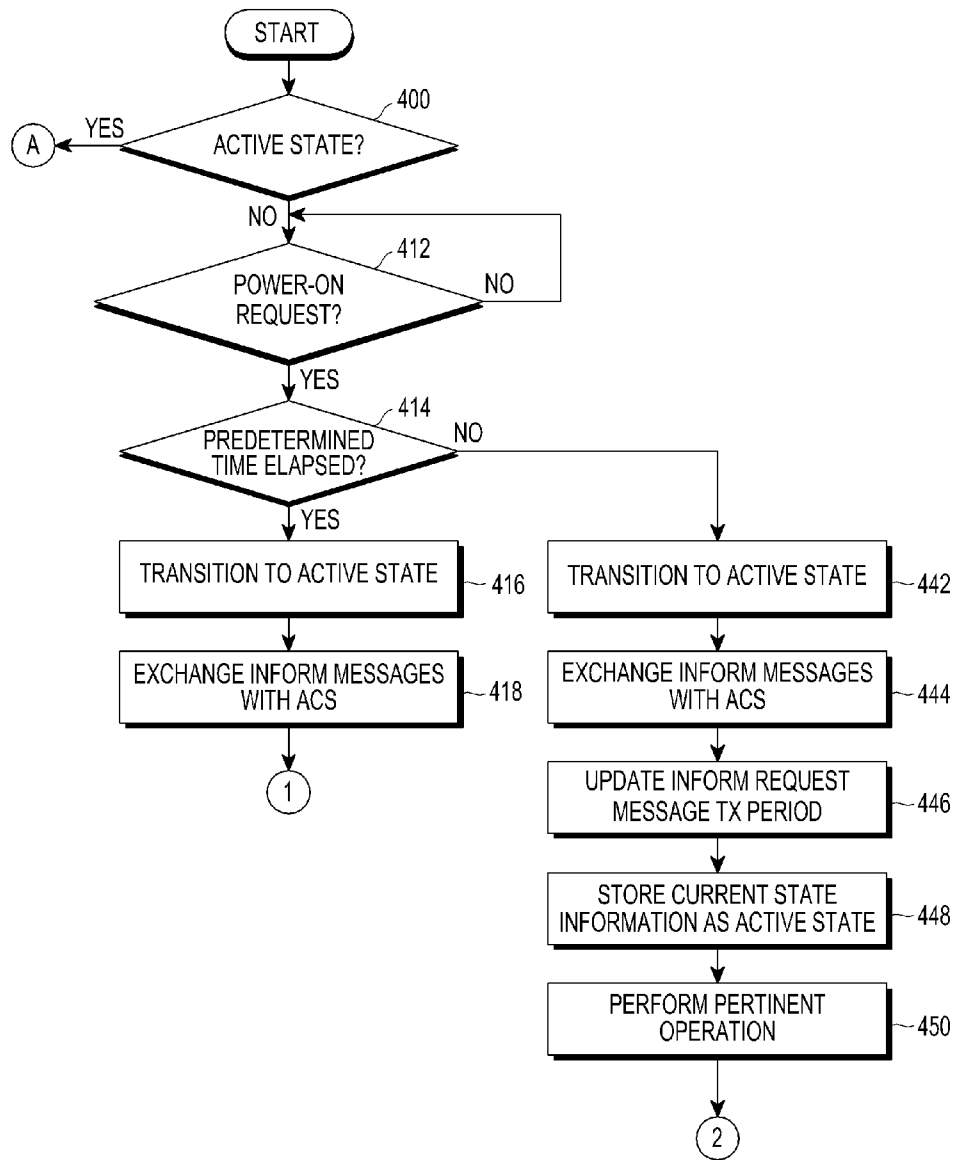 START
400
A
YES
ACTIVE STATE?
NO
412
POWER-ON
REQUEST?
NO
YES
414
PREDETERMINED
TIME ELAPSED?
NO
YES
TRANSITION TO ACTIVE STATE
416
TRANSITION TO ACTIVE STATE
442
EXCHANGE INFORM MESSAGES
WITH ACS
418
EXCHANGE INFORM MESSAGES
WITH ACS
444
1
UPDATE INFORM REQUEST
MESSAGE TX PERIOD
446
STORE CURRENT STATE
INFORMATION AS ACTIVE STATE
448
PERFORM PERTINENT
OPERATION
450
2